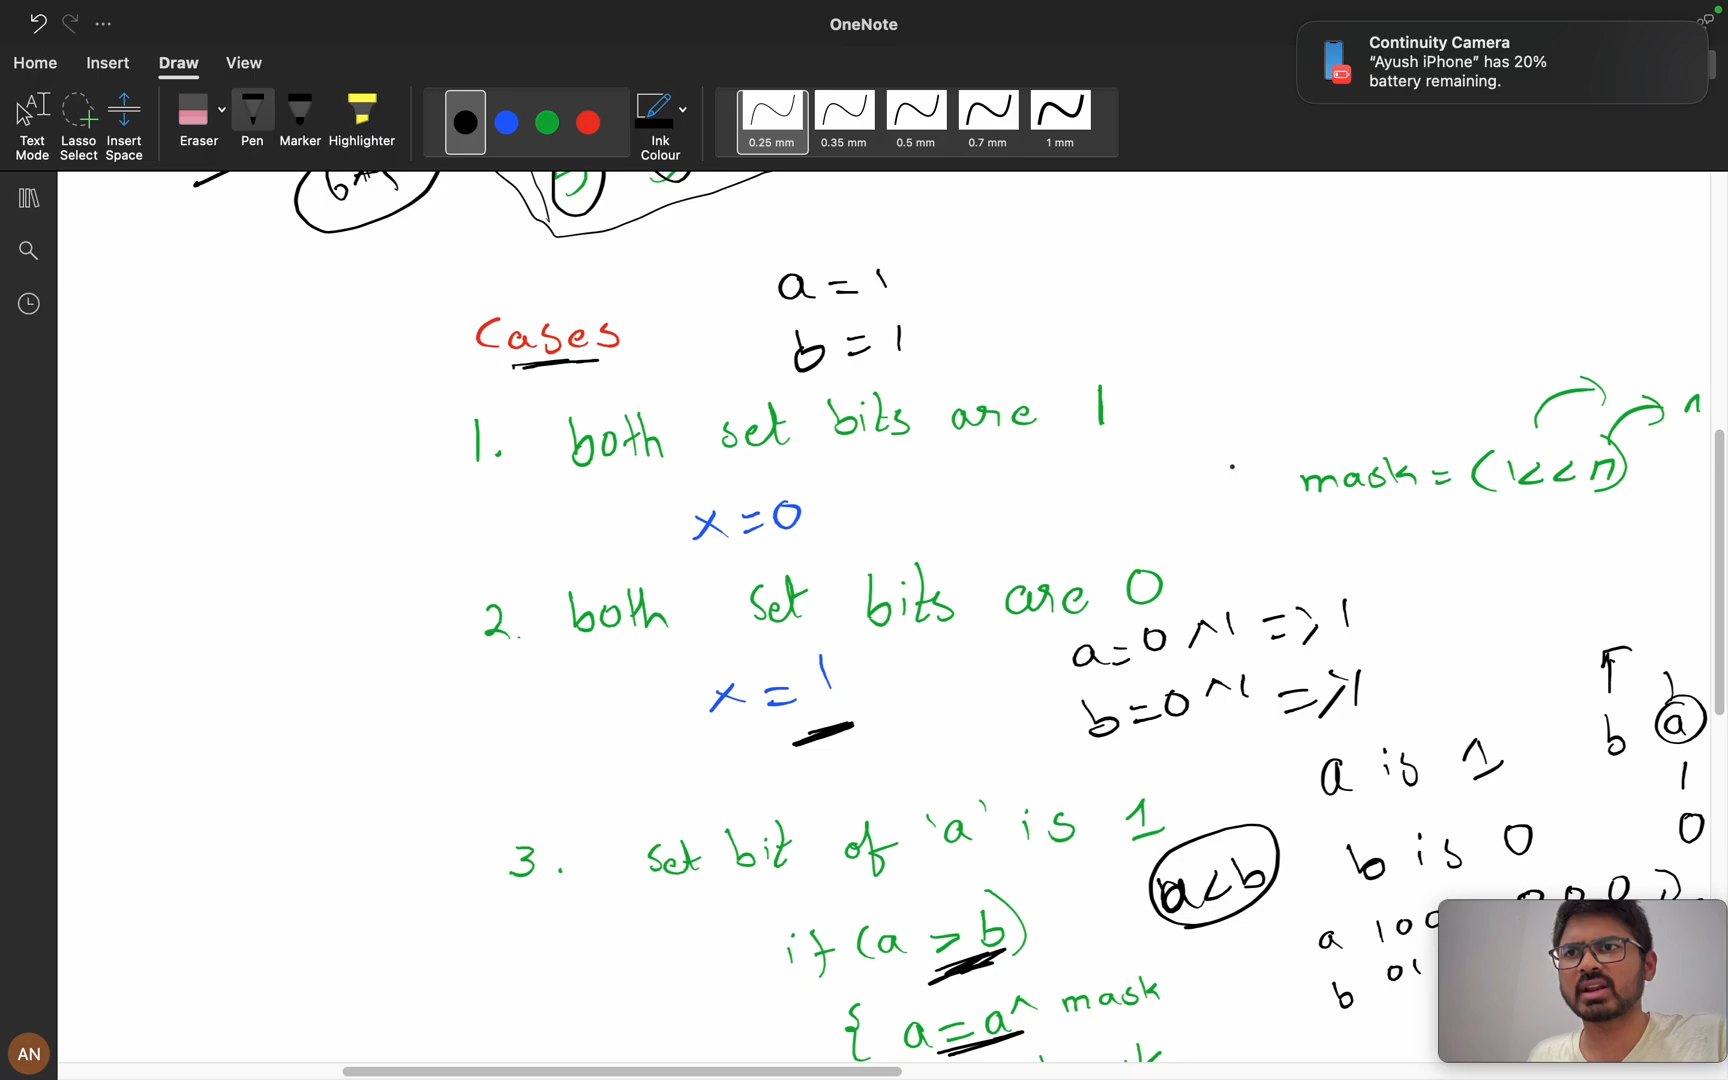 OneNote
Continuity Camera
“Ayush iPhone” has 20%
battery remaining.
Home Insert Draw View
Text Mode
Lasso Select
Insert Space
Eraser
Pen
Marker
Highlighter
Ink Colour
0.25 mm
0.35 mm
0.5 mm
0.7 mm
1 mm
a = 1
b = 1
Cases
1. both set bits are 1
mask = (1<<n)
x = 0
2. both set bits are 0
a = 0 ^ 1 => 1
b = 0 ^ 1 => 1
x = 1
b a
1
0
a is 1
b is 0
3. set bit of 'a' is 1
a < b
if (a > b)
{ a = a ^ mask
a 100
b 01
AN